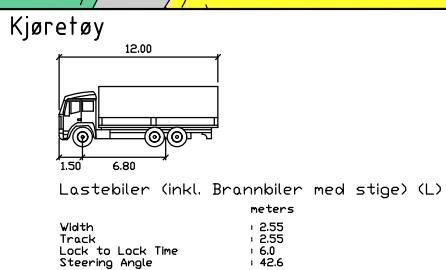 Kjøretøy
12.00
1.50 6.80
Lastebiler (inkl. Brannbiler med stige) (L)
meters
Width : 2.55
Track : 2.55
Lock to Lock Time : 6.0
Steering Angle : 42.6